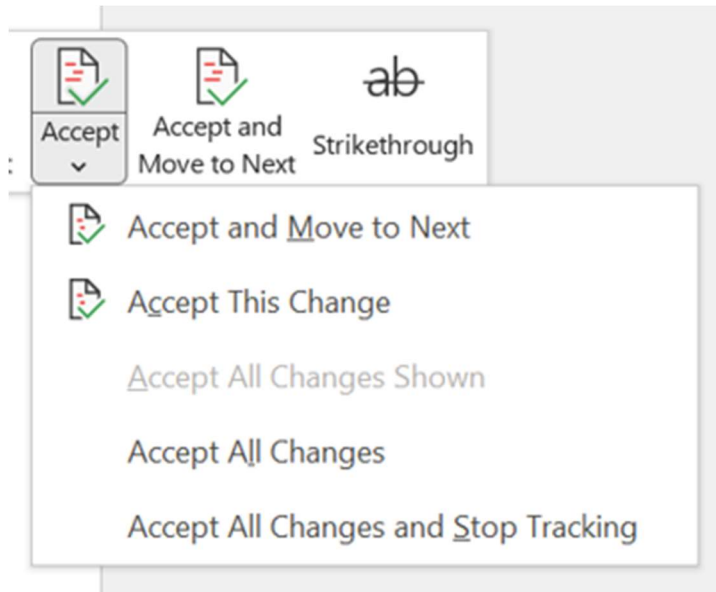 Accept
Accept and
Move to Next
ab
Strikethrough
Accept and Move to Next
Accept This Change
Accept All Changes Shown
Accept All Changes
Accept All Changes and Stop Tracking